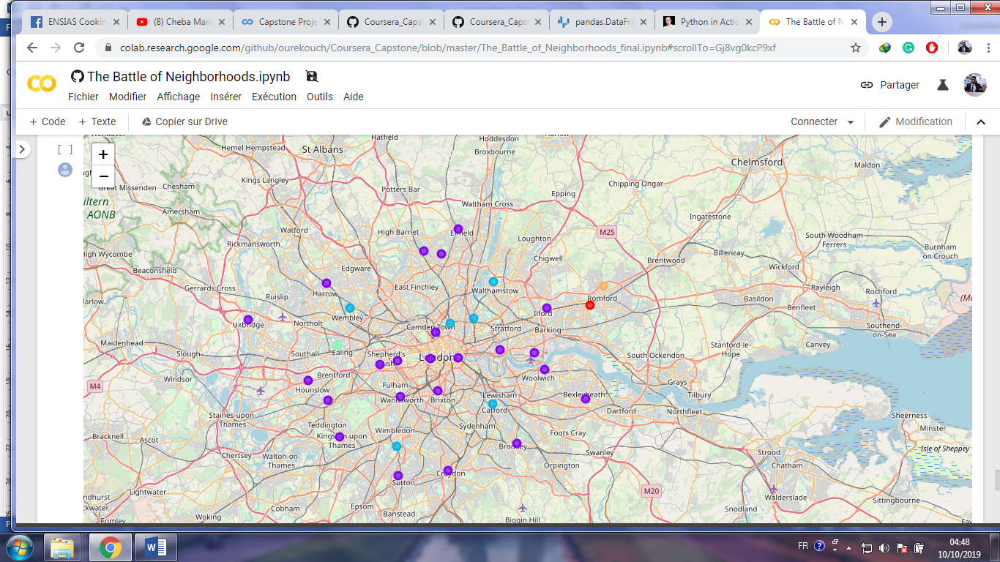 ENSIAS Cookin
(8) Cheba Mari
Capstone Proje
Coursera_Capst
Coursera_Caps
pandas.DataFra
Python in Actio
The Battle of N
colab.research.google.com/github/ourekouch/Coursera_Capstone/blob/master/The_Battle_of_Neighborhoods_final.ipynb#scrollTo=Gj8vg0kcP9xf
The Battle of Neighborhoods.ipynb
Partager
Fichier Modifier Affichage Insérer Exécution Outils Aide
+ Code + Texte Copier sur Drive Connecter Modification
[ ]
+
−
Hatfield
Hoddesdon
Broxbourne
Hemel Hempstead
St Albans
Chelmsford
Maldon
Kings Langley
Chipping Ongar
Great Missenden
Chesham
Potters Bar
Epping
Waltham Cross
iltern
AONB
Amersham
Ingatestone
Watford
High Barnet
Enfield
Loughton
M25
South Woodham
Ferrers
Burnham
on Crouch
Rickmansworth
High Wycombe
Billericay
Chigwell
Brentwood
Wickford
Beaconsfield
Edgware
East Finchley
Gerrards Cross
Harrow
Walthamstow
Rayleigh
Rochford
Ruislip
Romford
Basildon
Benfleet
(Mo
arlow
Wembley
Ilford
Uxbridge
Northolt
Camden Town
Stratford
Barking
Southend-
on-Sea
Maidenhead
Stanford-le-
Hope
Canvey
Slough
Southall
Ealing
Shepherd's
Bush
London
South Ockendon
Windsor
Brentford
Woolwich
M4
Hounslow
Fulham
Grays
Tilbury
Wandsworth
Brixton
Lewisham
Bexleyheath
Catford
Dartford
Northfleet
Staines-upon-
Thames
Sheerness
Teddington
Wimbledon
Sydenham
Foots Cray
Minster
Bracknell
Ascot
Kingston upon
Thames
Bromley
Isle of Sheppey
Chertsey
Walton-on-
Thames
Swanley
Strood
Orpington
Chatham
Croydon
Sutton
Lightwater
M20
Walderslade
ndhurst
ckwater
Sittingbourne
Cobham
Epsom
Banstead
Snodland
Frimley
Woking
Biggin Hill
FR
04:48
10/10/2019